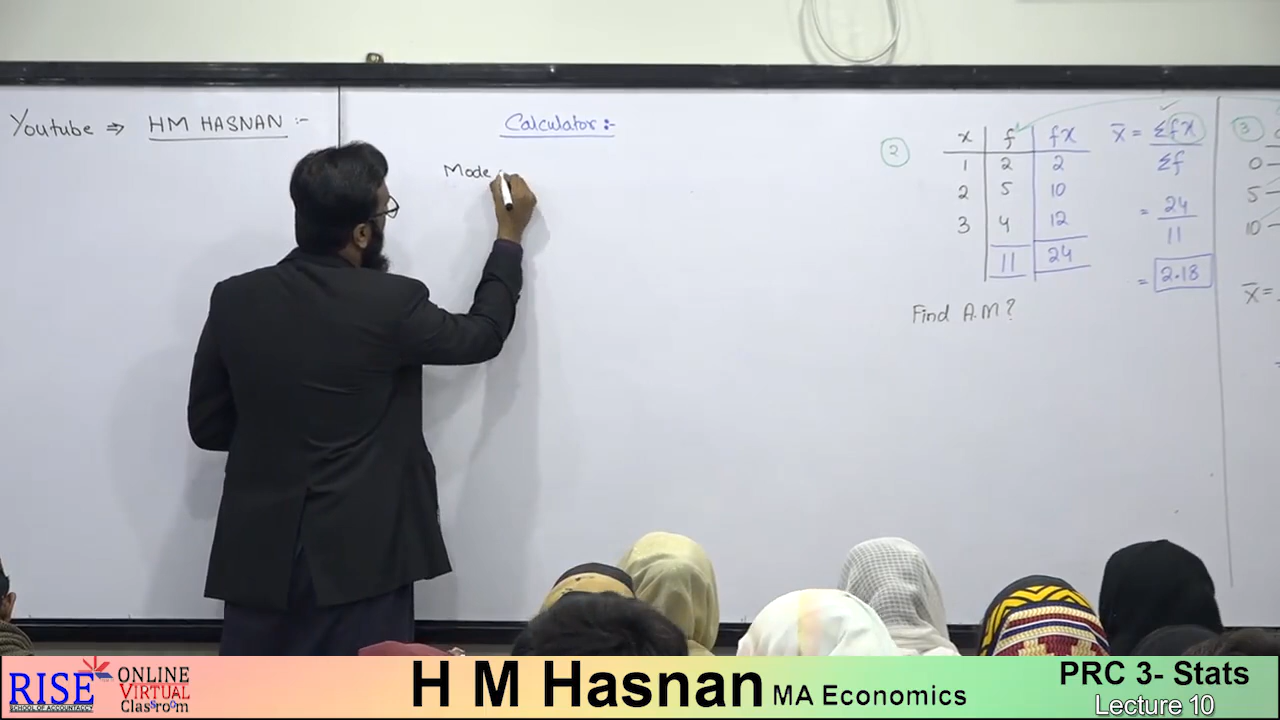 Youtube ⇒ HM HASNAN :-
Calculator :-
Mode
2
x f fx
1 2 2
2 5 10
3 4 12
11 24
Find A.M?
x̄ = Σfx
Σf
= 24
11
= 2.18
3
0
5
10
x̄ =
RISE
SCHOOL OF ACCOUNTANCY
ONLINE
VIRTUAL
Classroom
H M Hasnan MA Economics
PRC 3- Stats
Lecture 10